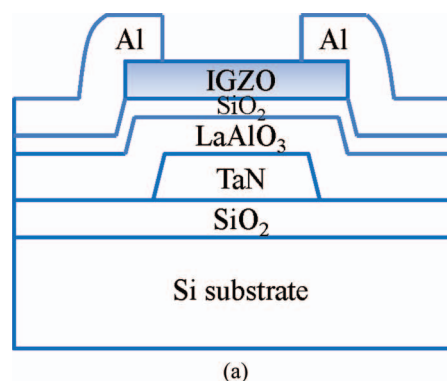 Al Al
IGZO
SiO₂
LaAlO₃
TaN
SiO₂
Si substrate
(a)